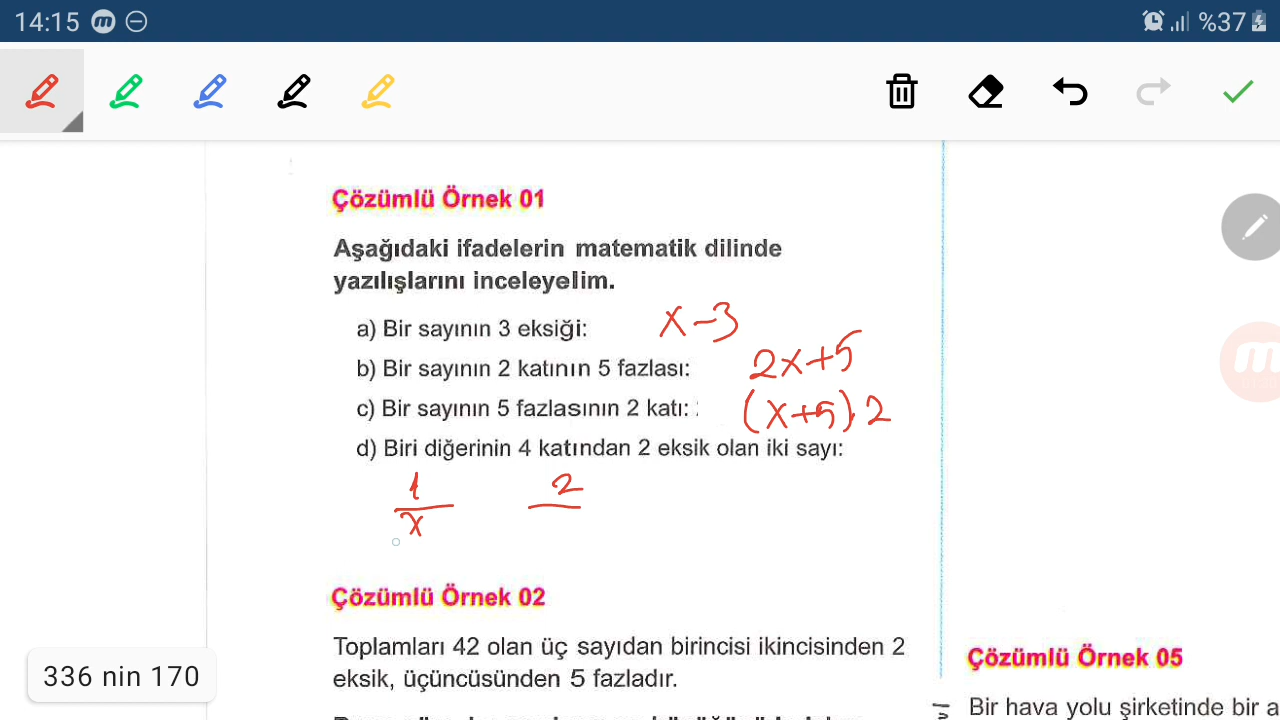 14:15 %37
Çözümlü Örnek 01
Aşağıdaki ifadelerin matematik dilinde
yazılışlarını inceleyelim.
a) Bir sayının 3 eksiği: x-3
b) Bir sayının 2 katının 5 fazlası: 2x+5
c) Bir sayının 5 fazlasının 2 katı: (x+5).2
d) Biri diğerinin 4 katından 2 eksik olan iki sayı:
1 2
x
Çözümlü Örnek 02
Toplamları 42 olan üç sayıdan birincisi ikincisinden 2
eksik, üçüncüsünden 5 fazladır.
336 nin 170
Çözümlü Örnek 05
Bir hava yolu şirketinde bir a